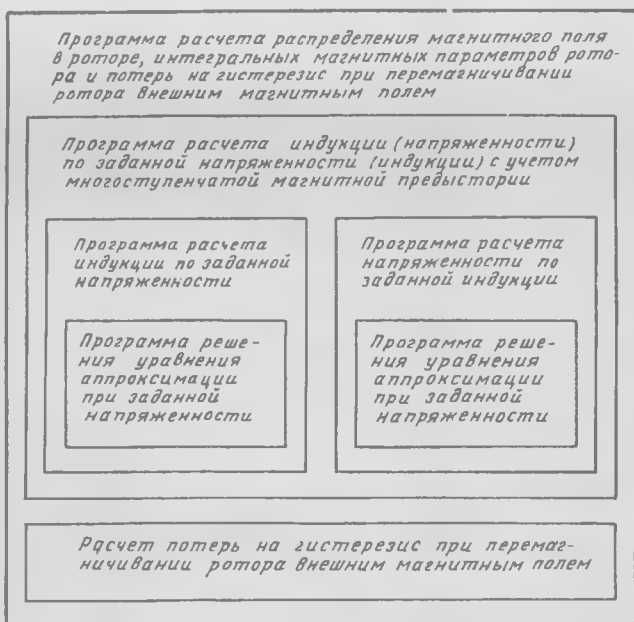 Программа расчета распределения магнитного поля
в роторе, интегральных магнитных параметров рото-
ра и потерь на гистерезис при перемагничивании
ротора внешним магнитным полем
Программа расчета индукции (напряженности)
по заданной напряженности (индукции) с учетом
многоступенчатой магнитной предыстории
Программа расчета
индукции по заданной
напряженности
Программа реше-
ния уравнения
аппроксимации
при заданной
напряженности
Программа расчета
напряженности по
заданной индукции
Программа реше-
ния уравнения
аппроксимации
при заданной
напряженности
Расчет потерь на гистерезис при перемаг-
ничивании ротора внешним магнитным полем